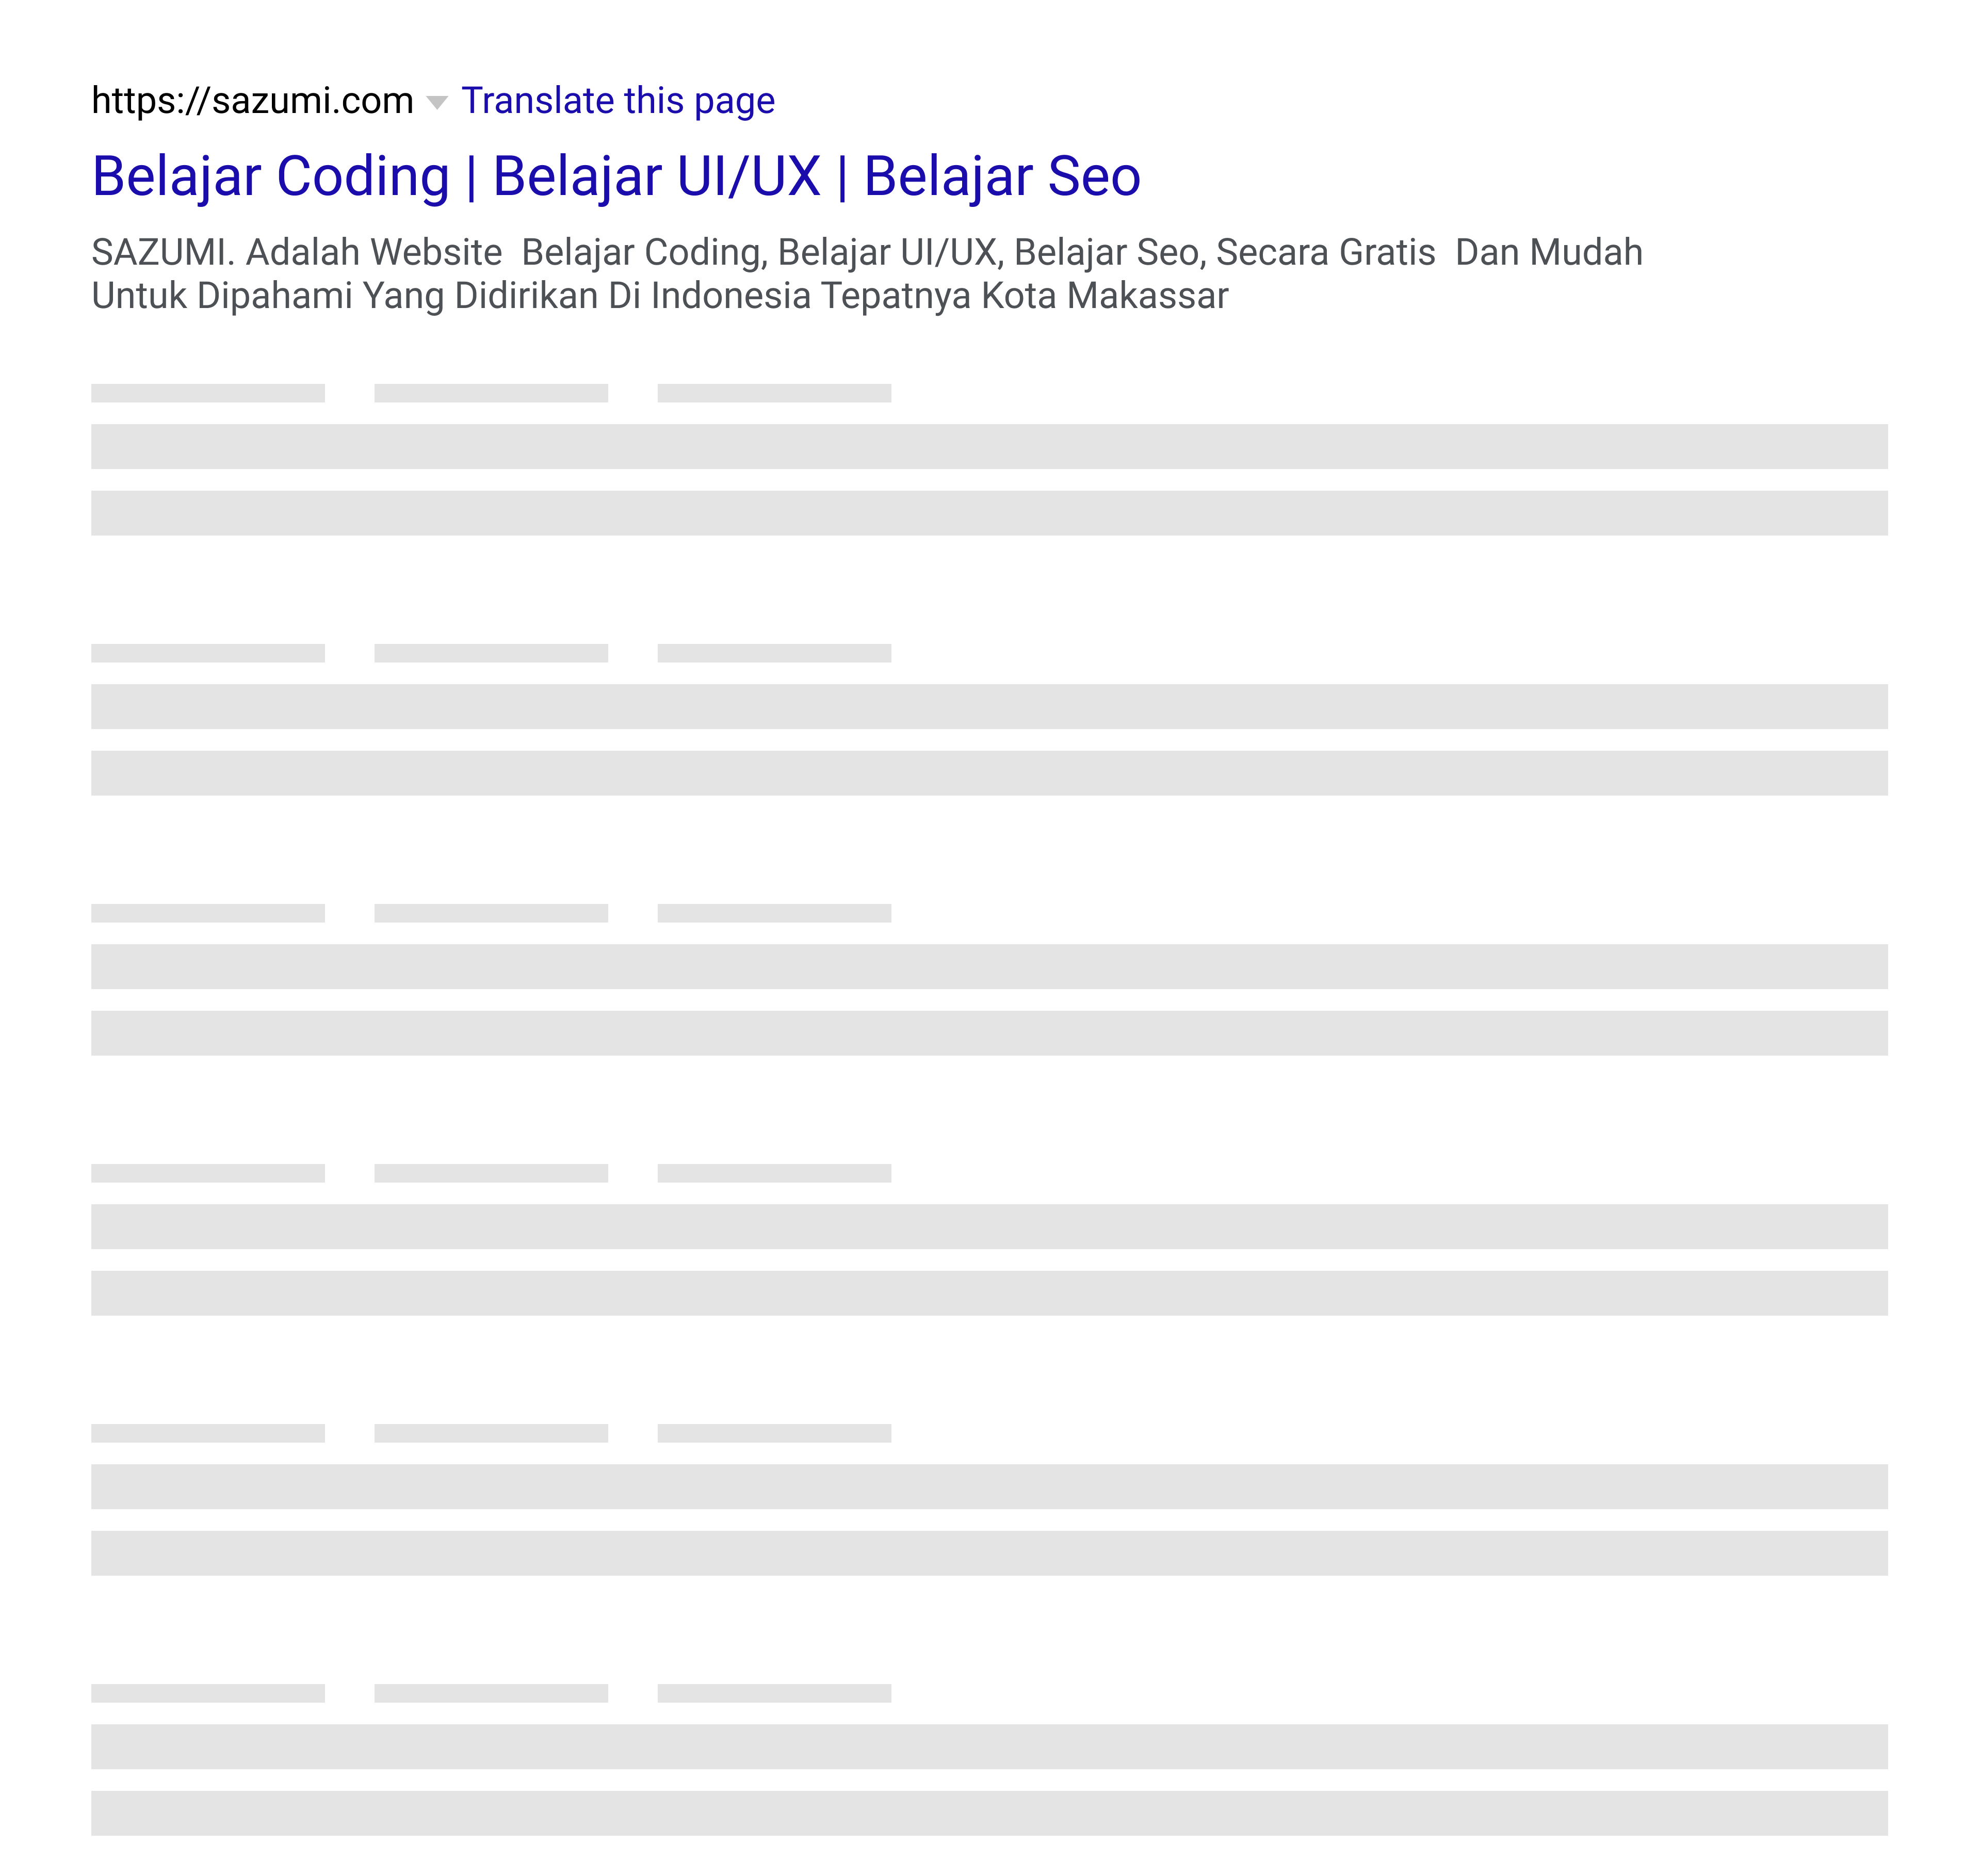 https://sazumi.com Translate this page
Belajar Coding | Belajar UI/UX | Belajar Seo
SAZUMI. Adalah Website  Belajar Coding, Belajar UI/UX, Belajar Seo, Secara Gratis  Dan Mudah
Untuk Dipahami Yang Didirikan Di Indonesia Tepatnya Kota Makassar